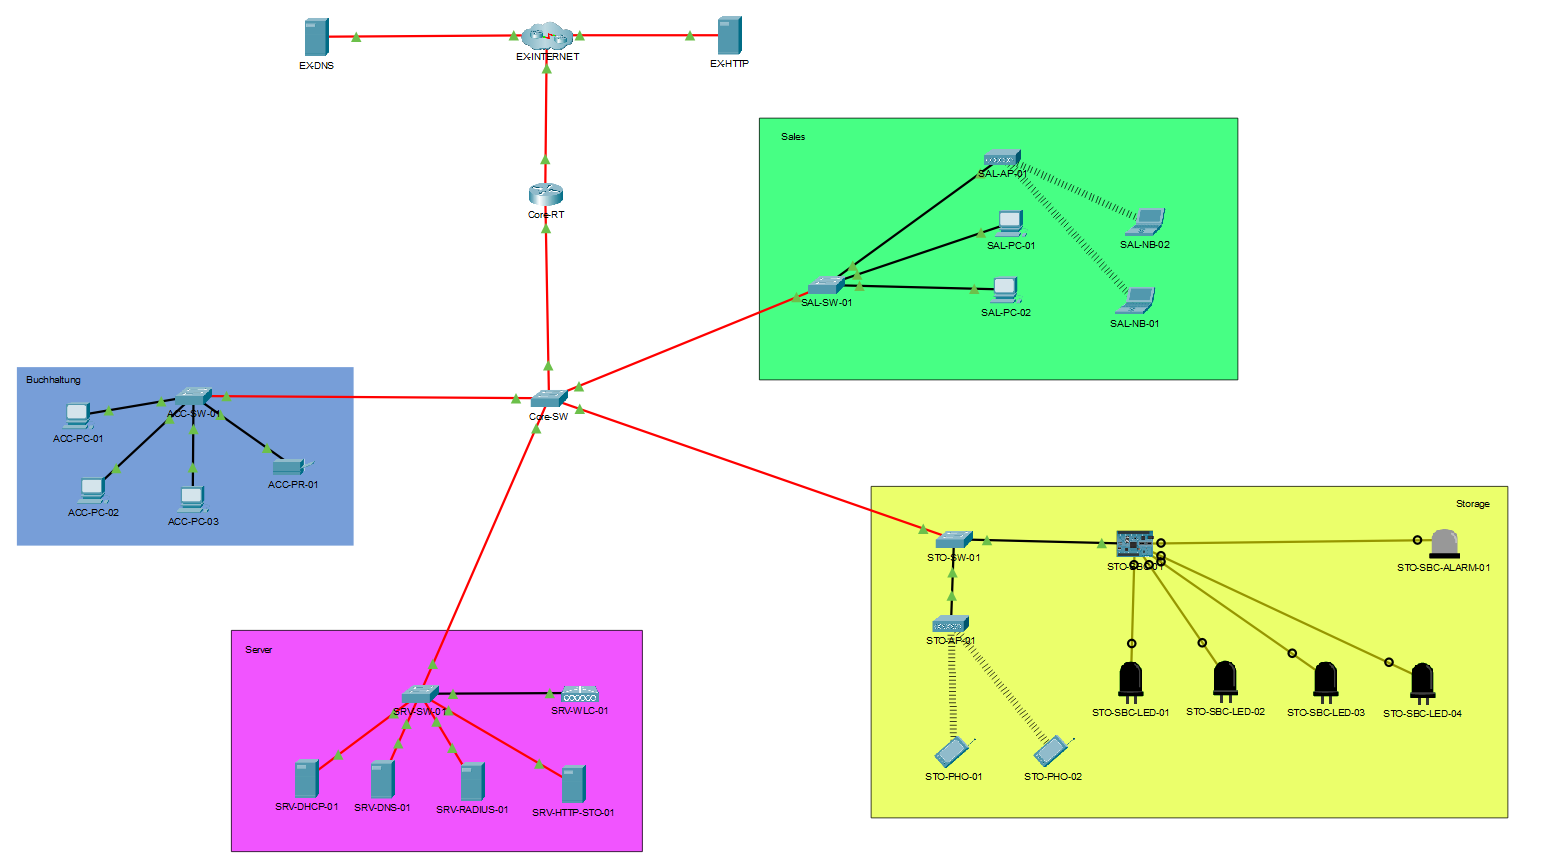 EX-DNS
EX-INTERNET
EX-HTTP
Core-RT
Sales
SAL-AP-01
SAL-PC-01
SAL-NB-02
SAL-SW-01
SAL-PC-02
SAL-NB-01
Buchhaltung
ACC-SW-01
ACC-PC-01
ACC-PR-01
ACC-PC-02
ACC-PC-03
Core-SW
Storage
STO-SW-01
STO-SBC-01
STO-SBC-ALARM-01
STO-AP-01
STO-SBC-LED-01
STO-SBC-LED-02
STO-SBC-LED-03
STO-SBC-LED-04
STO-PHO-01
STO-PHO-02
Server
SRV-SW-01
SRV-WLC-01
SRV-DHCP-01
SRV-DNS-01
SRV-RADIUS-01
SRV-HTTP-STO-01